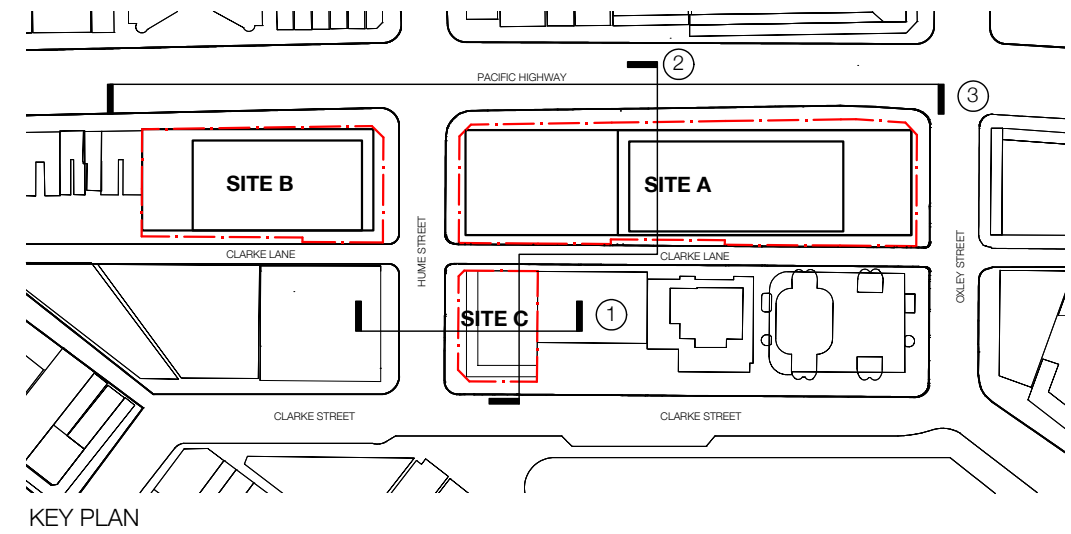 2
PACIFIC HIGHWAY
3
SITE B
SITE A
HUME STREET
OXLEY STREET
CLARKE LANE
CLARKE LANE
SITE C
1
CLARKE STREET
CLARKE STREET
KEY PLAN